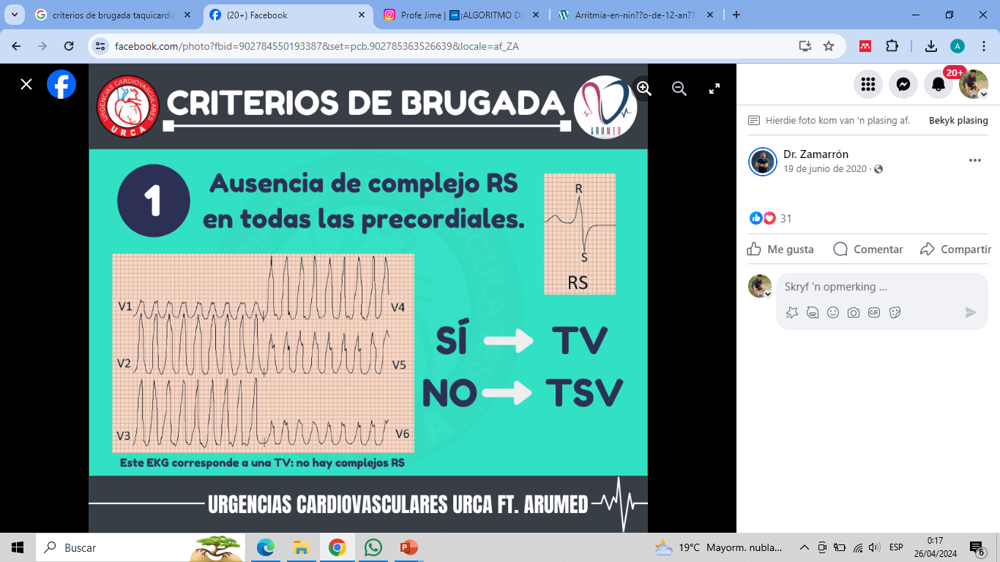 criterios de brugada taquicardia
(20+) Facebook
Profe Jime | ¡ALGORITMO DE
Arritmia-en-nin??o-de-12-an??
facebook.com/photo?fbid=902784550193387&set=pcb.902785363526639&locale=af_ZA
A
20+
URGENCIAS CARDIOVASCULARES
URCA
CRITERIOS DE BRUGADA
ARUMED
1
Ausencia de complejo RS
en todas las precordiales.
R
S
RS
V1
V4
V2
V5
V3
V6
SÍ
TV
NO
TSV
Este EKG corresponde a una TV: no hay complejos RS
URGENCIAS CARDIOVASCULARES URCA FT. ARUMED
Hierdie foto kom van 'n plasing af.
Bekyk plasing
Dr. Zamarrón
19 de junio de 2020 ·
31
Me gusta
Comentar
Compartir
Skryf 'n opmerking ...
GIF
Buscar
19°C Mayorm. nubla...
ESP
0:17
26/04/2024
6